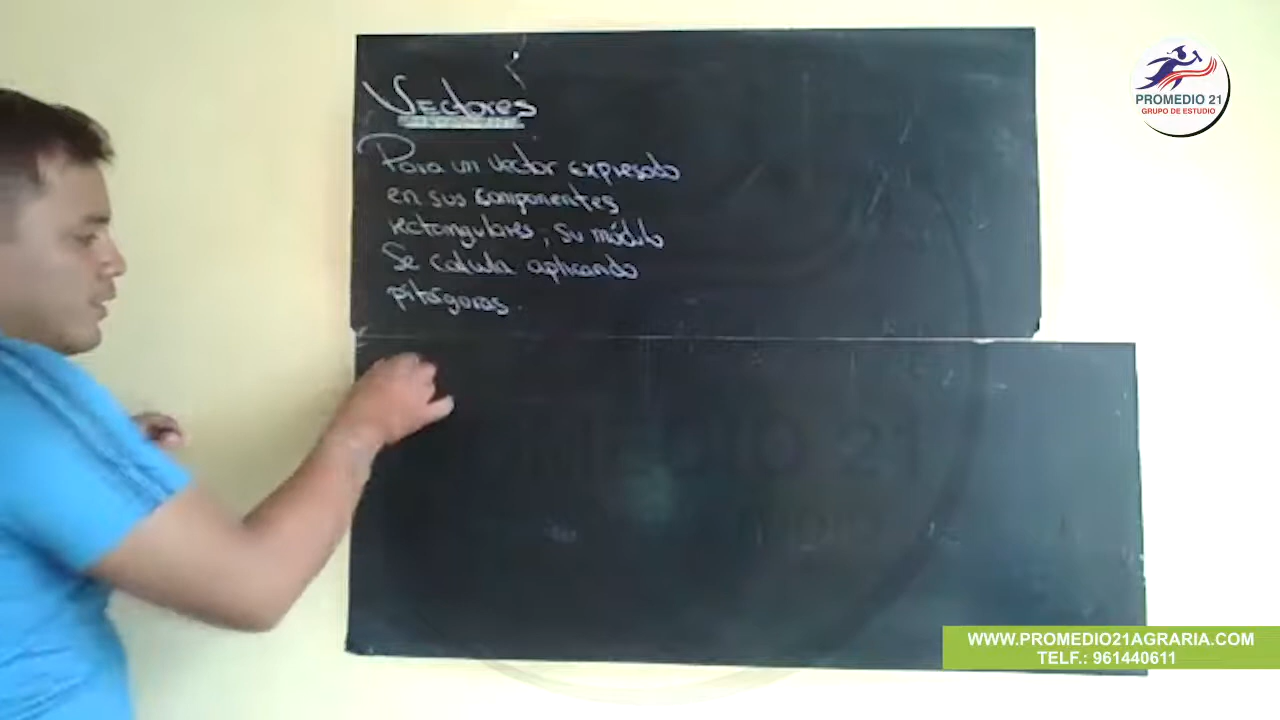 Vectores
Para un vector expresado
en sus componentes
rectangulares, su módulo
Se calcula aplicando
pitágoras.
PROMEDIO 21
GRUPO DE ESTUDIO
WWW.PROMEDIO21AGRARIA.COM
TELF.: 961440611